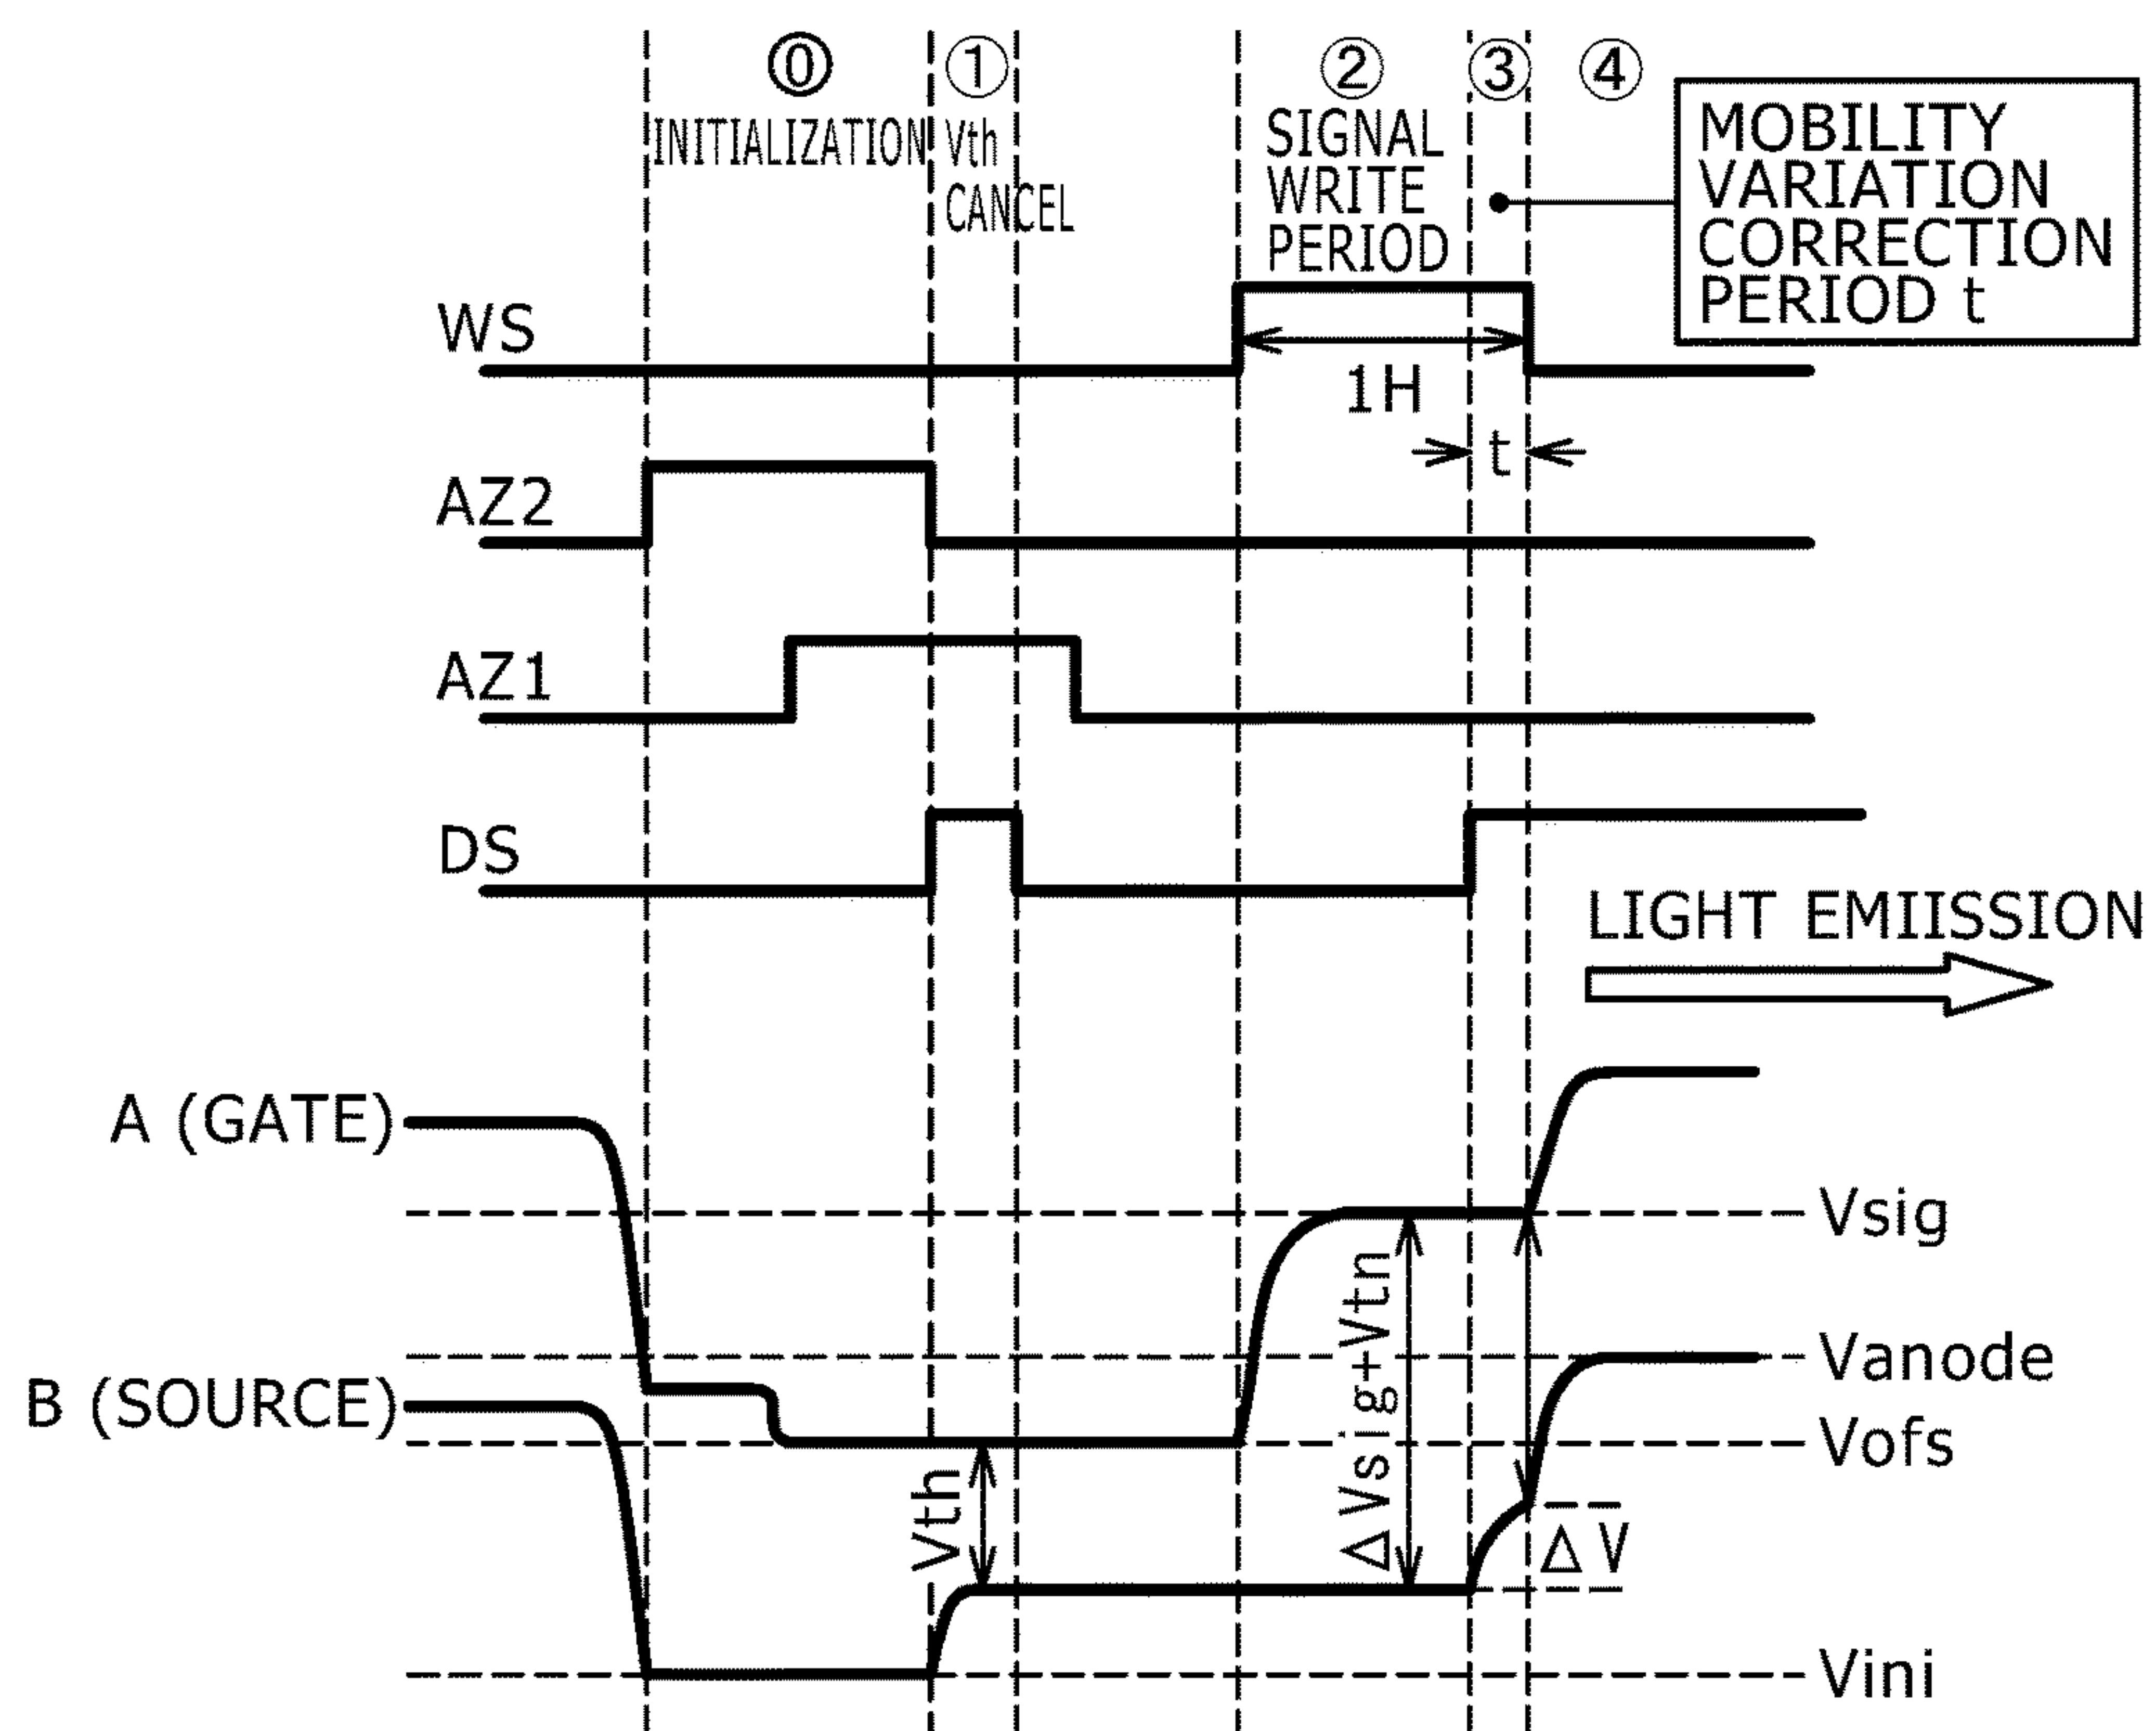 ⓪ ① ② ③ ④
INITIALIZATION
Vth
CANCEL
SIGNAL
WRITE
PERIOD
MOBILITY
VARIATION
CORRECTION
PERIOD t
WS
1H
t
AZ2
AZ1
DS
LIGHT EMIISSION
A (GATE)
Vsig
Vanode
B (SOURCE)
Vofs
Vth
ΔVsig+Vtn
ΔV
Vini